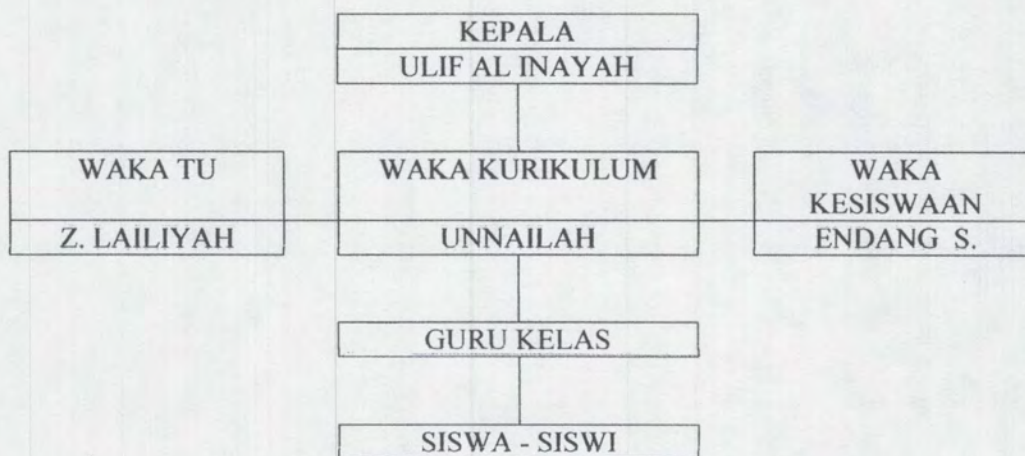 KEPALA
ULIF AL INAYAH
WAKA TU
Z. LAILIYAH
WAKA KURIKULUM
UNNAILAH
WAKA
KESISWAAN
ENDANG S.
GURU KELAS
SISWA - SISWI